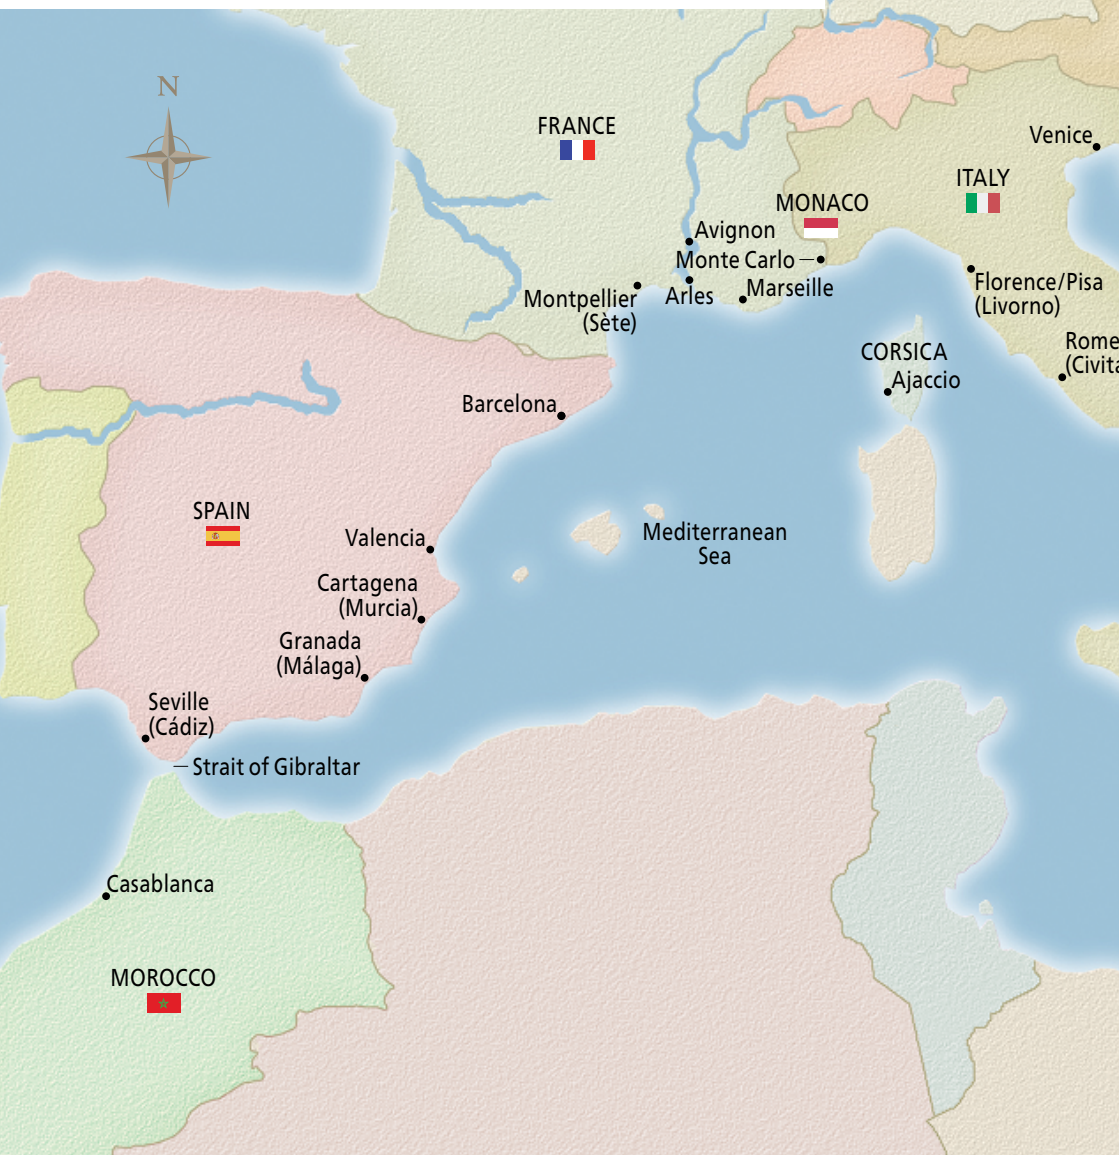 N
FRANCE
Venice
ITALY
MONACO
Avignon
Monte Carlo
Florence/Pisa
(Livorno)
Montpellier
(Sète)
Arles
Marseille
Rome
CORSICA
Ajaccio
Barcelona
SPAIN
Valencia
Mediterranean
Sea
Cartagena
(Murcia)
Granada
(Málaga)
Seville
(Cádiz)
Strait of Gibraltar
Casablanca
MOROCCO